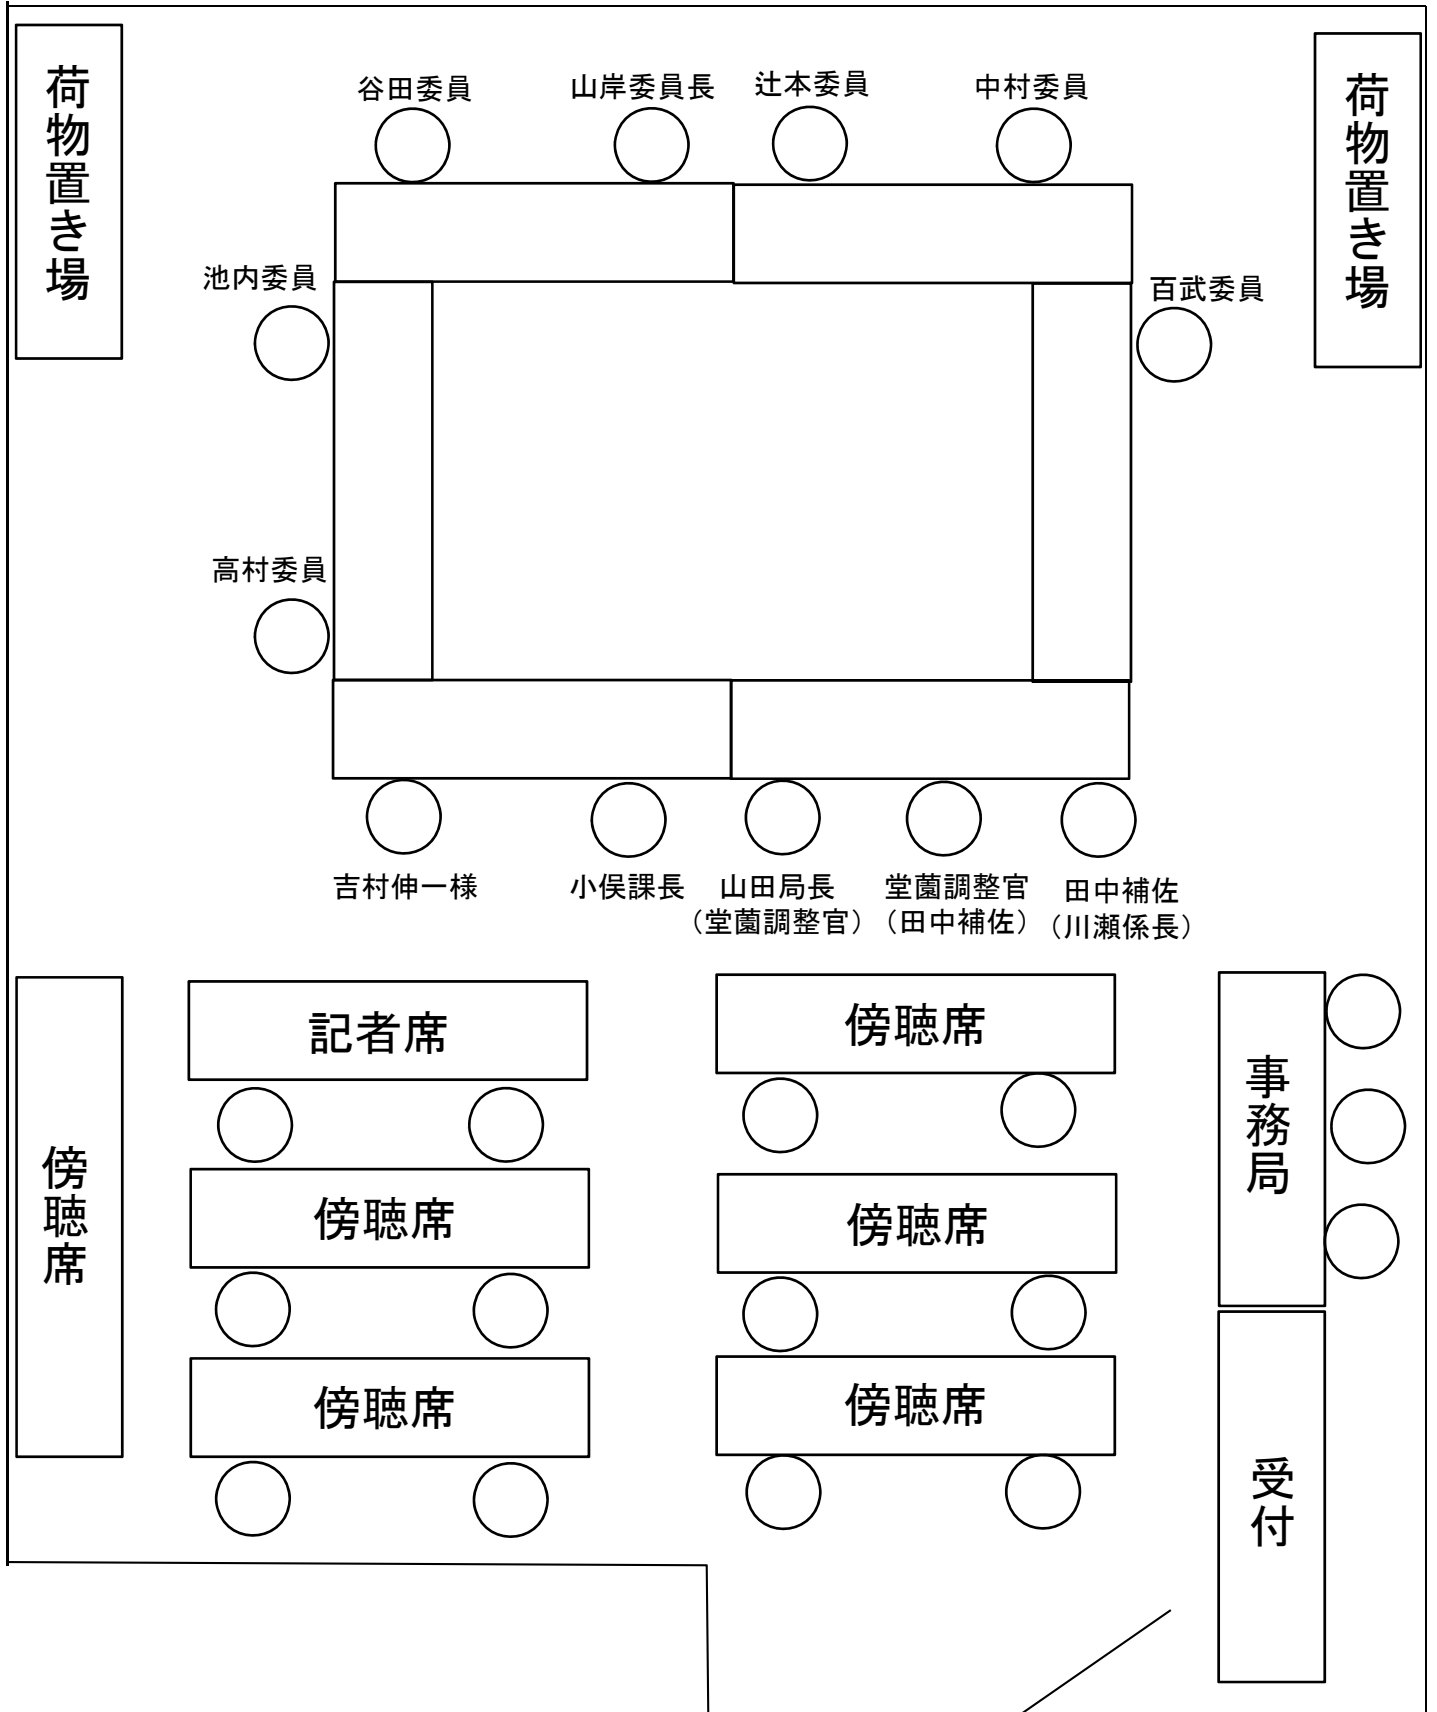 荷物置き場
谷田委員
山岸委員長
辻本委員
中村委員
荷物置き場
池内委員
百武委員
高村委員
吉村伸一様
小俣課長
山田局長
（堂薗調整官）
堂薗調整官
（田中補佐）
田中補佐
（川瀬係長）
傍聴席
記者席
傍聴席
傍聴席
傍聴席
傍聴席
傍聴席
事務局
受付